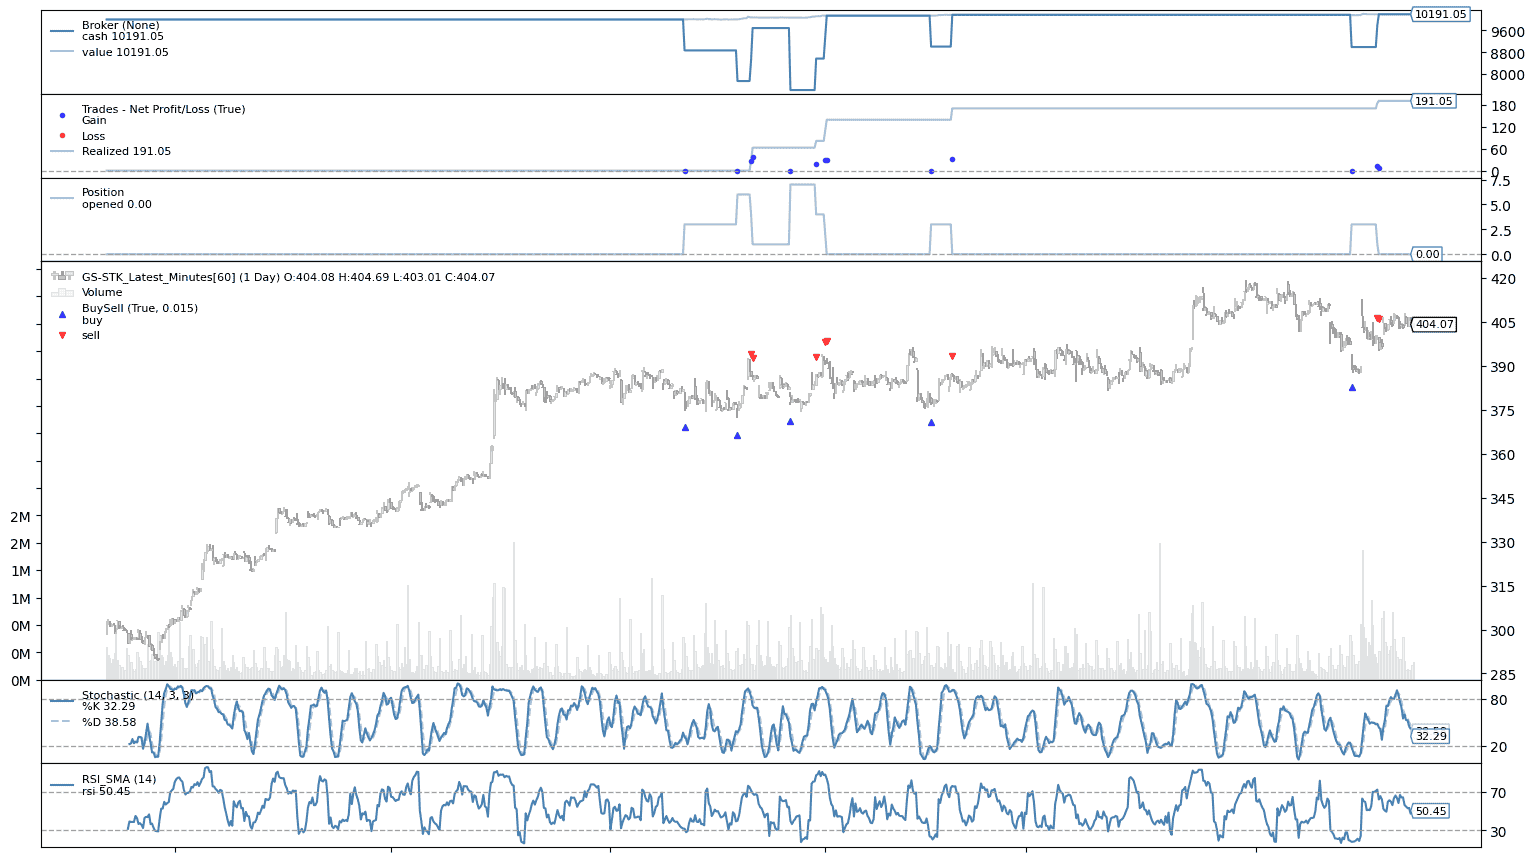 Broker (None)
cash 10191.05
value 10191.05
10191.05
9600
8800
8000
Trades - Net Profit/Loss (True)
Gain
Loss
Realized 191.05
191.05
180
120
60
0
Position
opened 0.00
7.5
5.0
2.5
0.0
0.00
GS-STK_Latest_Minutes[60] (1 Day) O:404.08 H:404.69 L:403.01 C:404.07
Volume
BuySell (True, 0.015)
buy
sell
420
405
404.07
390
375
360
345
330
315
300
285
2M
2M
1M
1M
0M
0M
0M
Stochastic (14, 3, 3)
%K 32.29
%D 38.58
80
20
32.29
RSI_SMA (14)
rsi 50.45
70
30
50.45